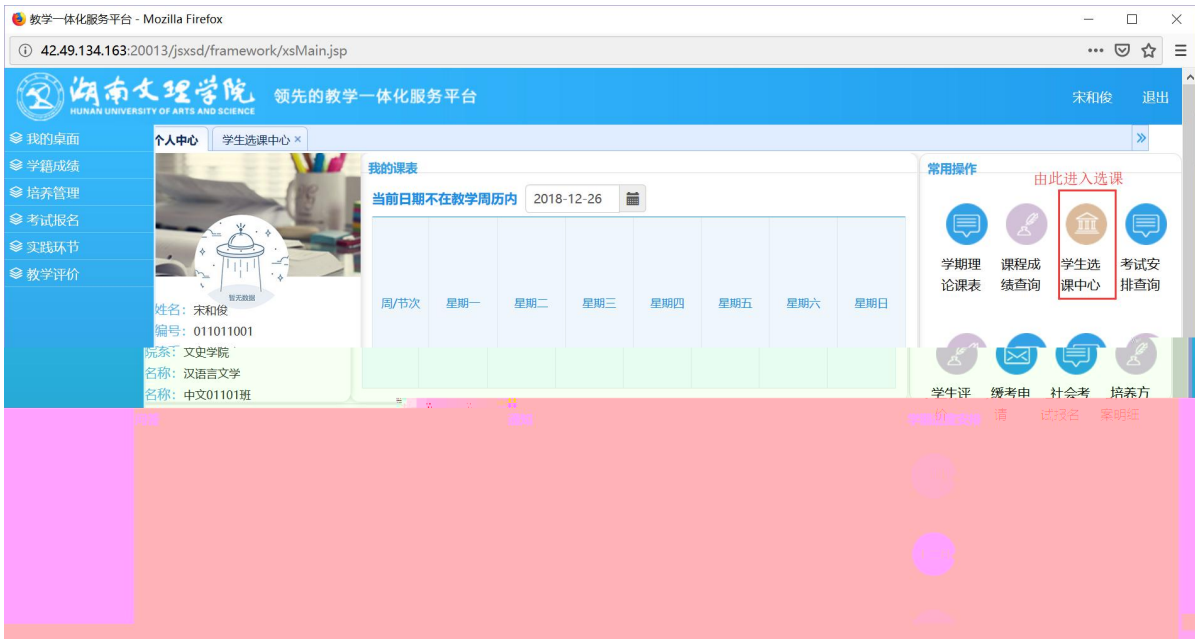 教学一体化服务平台 - Mozilla Firefox
42.49.134.163:20013/jsxsd/framework/xsMain.jsp
湖南文理学院
HUNAN UNIVERSITY OF ARTS AND SCIENCE
领先的教学一体化服务平台
宋和俊 退出
我的桌面
学籍成绩
培养管理
考试报名
实践环节
教学评价
个人中心 学生选课中心 ×
暂无数据
姓名：宋和俊
编号：011011001
院系：文史学院
名称：汉语言文学
名称：中文01101班
我的课表
当前日期不在教学周历内 2018-12-26
周/节次 星期一 星期二 星期三 星期四 星期五 星期六 星期日
常用操作
由此进入选课
学期理论课表
课程成绩查询
学生选课中心
考试安排查询
学生评价
缓考申请
社会考试报名
培养方案明细